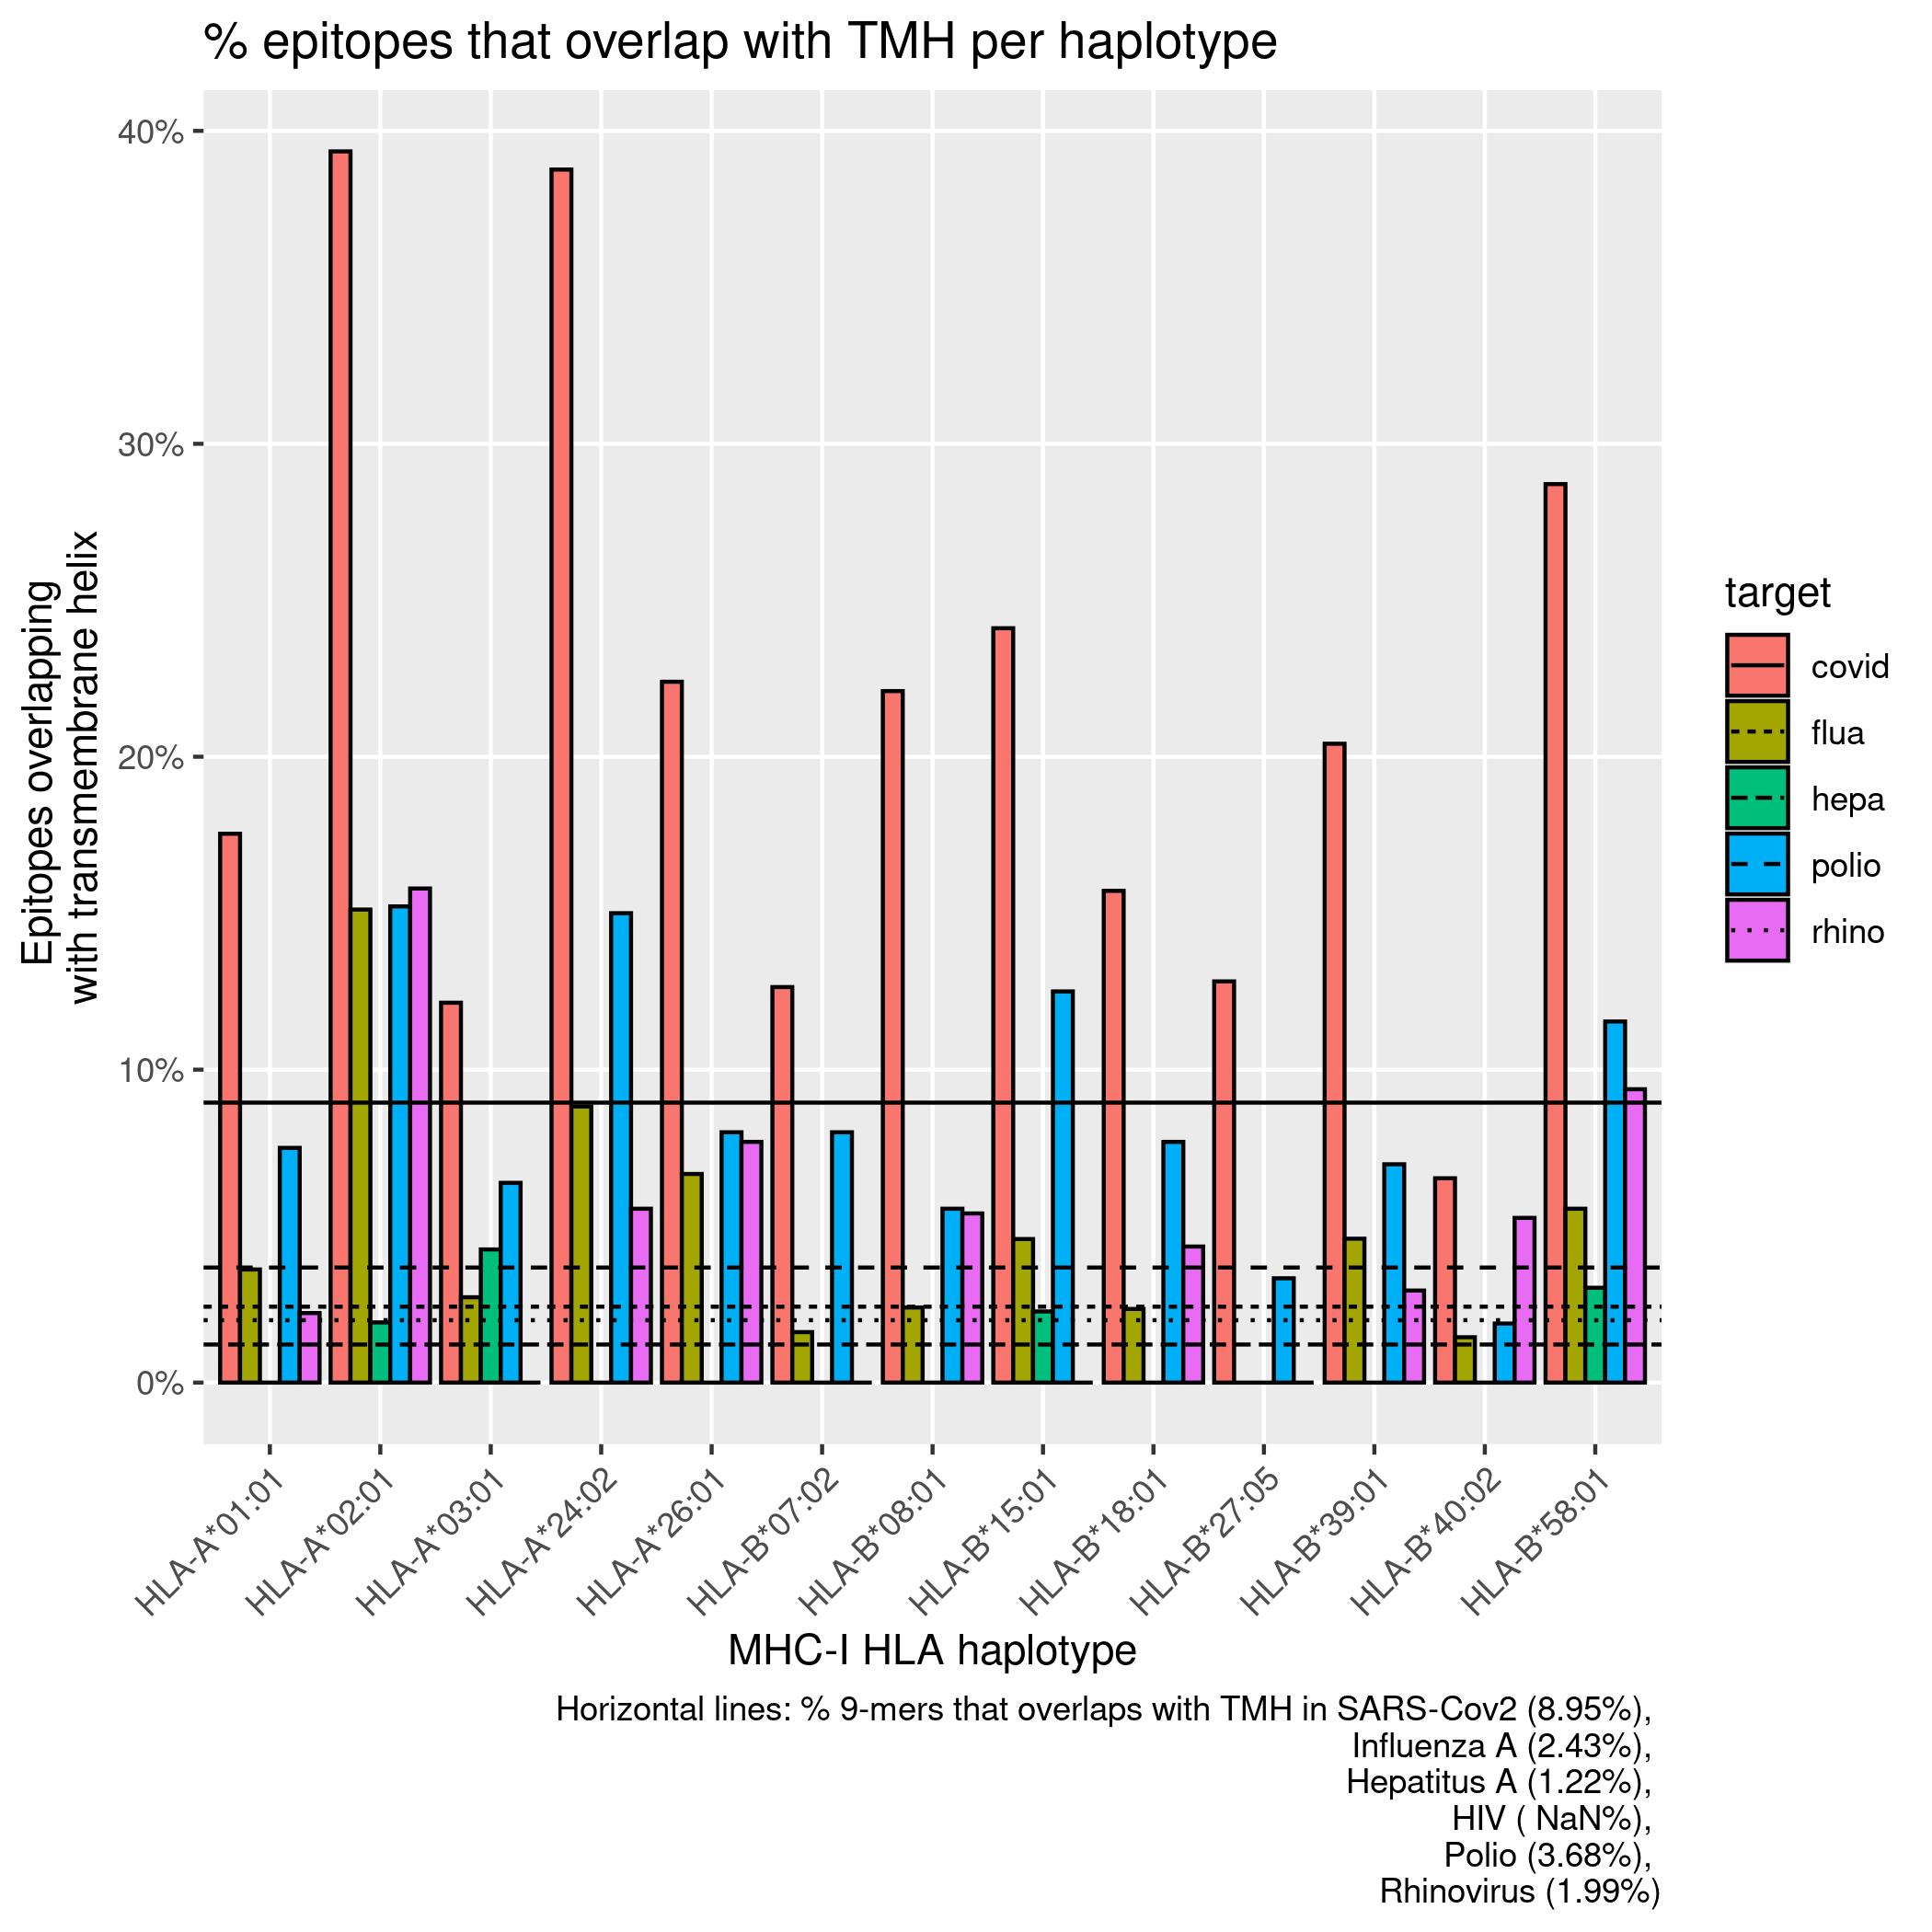 % epitopes that overlap with TMH per haplotype
Epitopes overlapping
with transmembrane helix
40%
30%
20%
10%
0%
HLA-A*01:01
HLA-A*02:01
HLA-A*03:01
HLA-A*24:02
HLA-A*26:01
HLA-B*07:02
HLA-B*08:01
HLA-B*15:01
HLA-B*18:01
HLA-B*27:05
HLA-B*39:01
HLA-B*40:02
HLA-B*58:01
MHC-I HLA haplotype
target
covid
flua
hepa
polio
rhino
Horizontal lines: % 9-mers that overlaps with TMH in SARS-Cov2 (8.95%),
Influenza A (2.43%),
Hepatitus A (1.22%),
HIV ( NaN%),
Polio (3.68%),
Rhinovirus (1.99%)